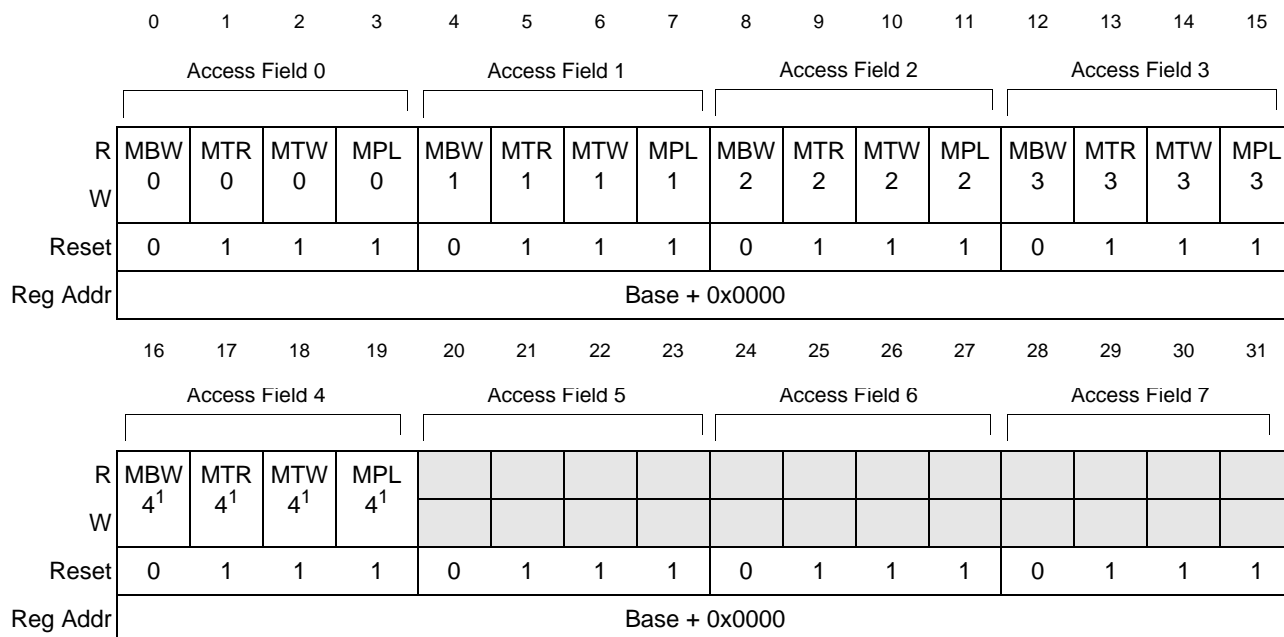 0 1 2 3 4 5 6 7 8 9 10 11 12 13 14 15
Access Field 0 Access Field 1 Access Field 2 Access Field 3
R MBW MTR MTW MPL MBW MTR MTW MPL MBW MTR MTW MPL MBW MTR MTW MPL
0 0 0 0 1 1 1 1 2 2 2 2 3 3 3 3
W
Reset 0 1 1 1 0 1 1 1 0 1 1 1 0 1 1 1
Reg Addr Base + 0x0000
16 17 18 19 20 21 22 23 24 25 26 27 28 29 30 31
Access Field 4 Access Field 5 Access Field 6 Access Field 7
R MBW MTR MTW MPL
4¹ 4¹ 4¹ 4¹
W
Reset 0 1 1 1 0 1 1 1 0 1 1 1 0 1 1 1
Reg Addr Base + 0x0000